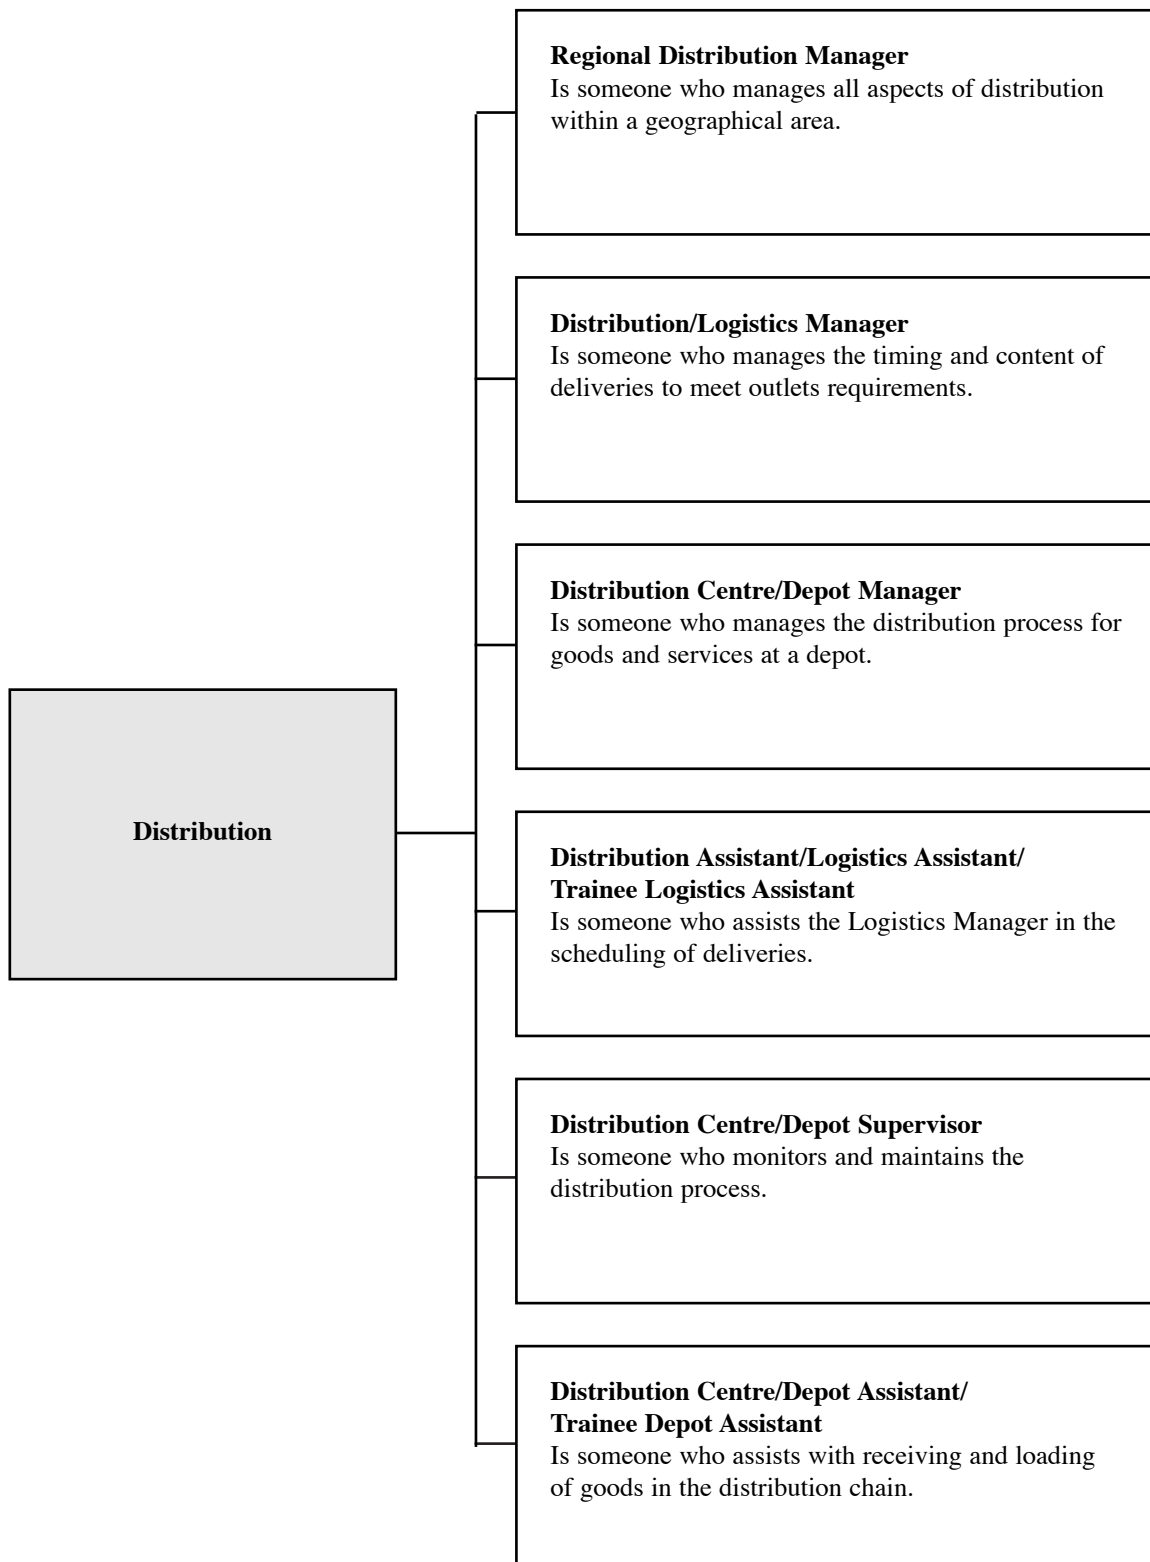 Regional Distribution Manager
Is someone who manages all aspects of distribution
within a geographical area.
Distribution/Logistics Manager
Is someone who manages the timing and content of
deliveries to meet outlets requirements.
Distribution Centre/Depot Manager
Is someone who manages the distribution process for
goods and services at a depot.
Distribution
Distribution Assistant/Logistics Assistant/
Trainee Logistics Assistant
Is someone who assists the Logistics Manager in the
scheduling of deliveries.
Distribution Centre/Depot Supervisor
Is someone who monitors and maintains the
distribution process.
Distribution Centre/Depot Assistant/
Trainee Depot Assistant
Is someone who assists with receiving and loading
of goods in the distribution chain.